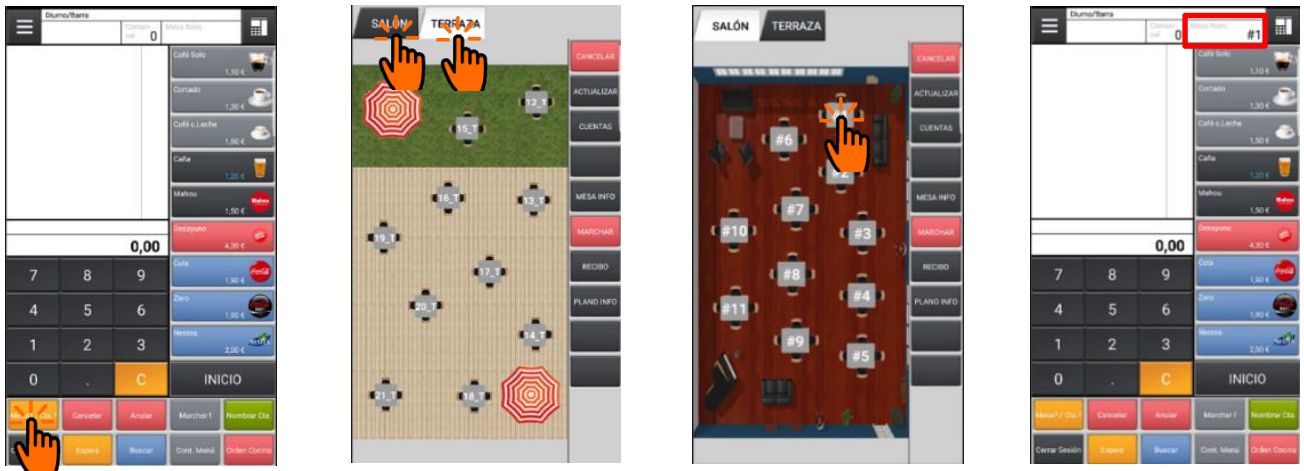 Diurno/Barra
Comen-
sal 0
Mesa Núm.
Café Solo
1,10 €
Cortado
1,30 €
Café c.Leche
1,50 €
Caña
1,20 €
Mahou
1,50 €
Desayuno
4,30 €
0,00
Cola
1,90 €
Zero
1,90 €
Nestea
2,00 €
7 8 9
4 5 6
1 2 3
0 . C
INICIO
Mesa? / Cta.?
Cancelar
Anular
Marchar !
Nombrar Cta.
Espera
Buscar
Cont. Menú
Orden Cocina
SALÓN
TERRAZA
CANCELAR
ACTUALIZAR
CUENTAS
MESA INFO
MARCHAR
RECIBO
PLANO INFO
12_T
15_T
16_T
13_T
19_T
17_T
20_T
14_T
21_T
18_T
SALÓN
TERRAZA
CANCELAR
ACTUALIZAR
CUENTAS
MESA INFO
MARCHAR
RECIBO
PLANO INFO
#6
#2
#7
#10
#3
#8
#4
#11
#9
#5
Diurno/Barra
Comen-
sal 0
Mesa Núm.
#1
Café Solo
1,10 €
Cortado
1,30 €
Café c.Leche
1,50 €
Caña
1,20 €
Mahou
1,50 €
Desayuno
4,30 €
0,00
Cola
1,90 €
Zero
1,90 €
Nestea
2,00 €
7 8 9
4 5 6
1 2 3
0 . C
INICIO
Mesa? / Cta.?
Cancelar
Anular
Marchar !
Nombrar Cta.
Cerrar Sesión
Espera
Buscar
Cont. Menú
Orden Cocina